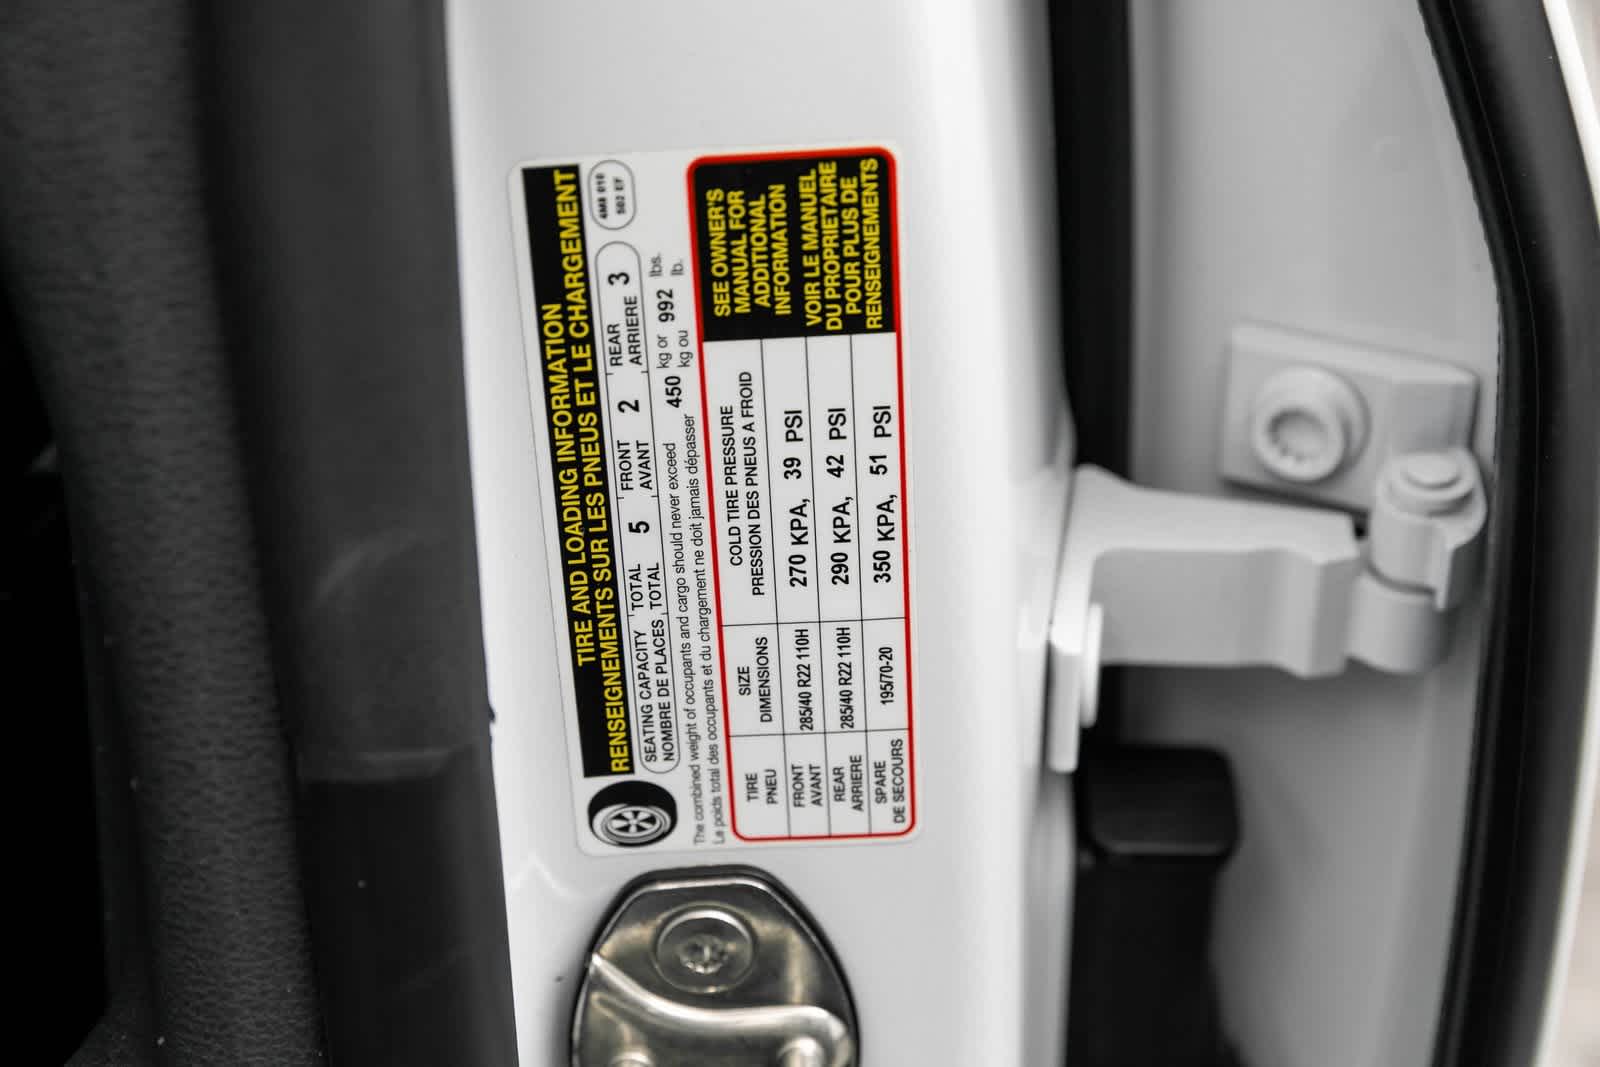 TIRE AND LOADING INFORMATION
RENSEIGNEMENTS SUR LES PNEUS ET LE CHARGEMENT
SEATING CAPACITY TOTAL 5 FRONT 2 REAR 3
NOMBRE DE PLACES TOTAL AVANT ARRIERE
4M8 010
502 EF
The combined weight of occupants and cargo should never exceed 450 kg or 992 lbs.
Le poids total des occupants et du chargement ne doit jamais dépasser kg ou lb.
TIRE
PNEU
SIZE
DIMENSIONS
COLD TIRE PRESSURE
PRESSION DES PNEUS A FROID
FRONT
AVANT
285/40 R22 110H
270 KPA, 39 PSI
REAR
ARRIERE
285/40 R22 110H
290 KPA, 42 PSI
SPARE
DE SECOURS
195/70-20
350 KPA, 51 PSI
SEE OWNER'S
MANUAL FOR
ADDITIONAL
INFORMATION
VOIR LE MANUEL
DU PROPRIETAIRE
POUR PLUS DE
RENSEIGNEMENTS